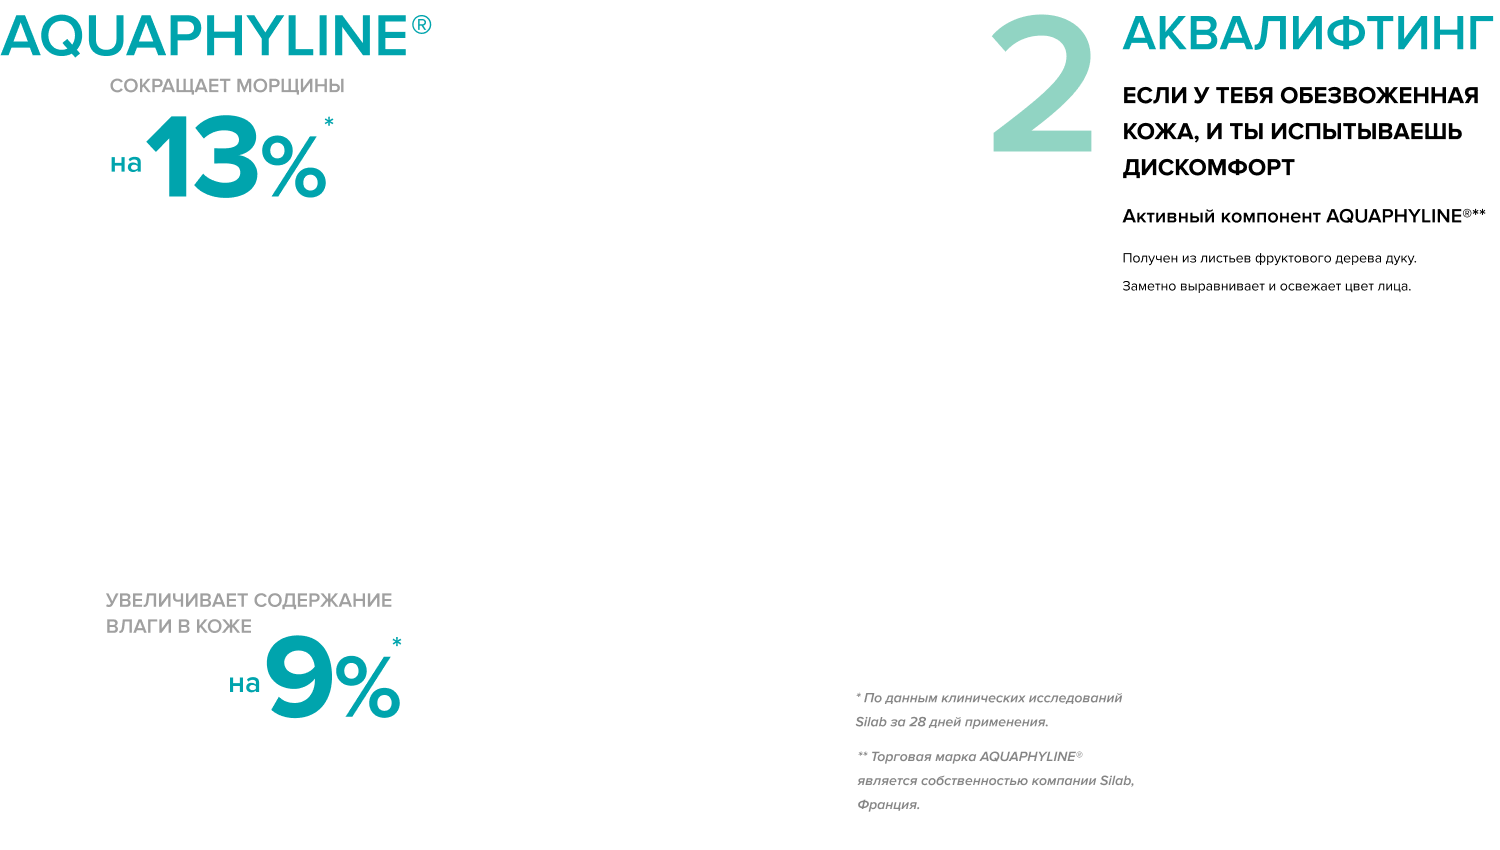 AQUAPHYLINE®
СОКРАЩАЕТ МОРЩИНЫ
на 13%*
УВЕЛИЧИВАЕТ СОДЕРЖАНИЕ
ВЛАГИ В КОЖЕ
на 9%*
2
АКВАЛИФТИНГ
ЕСЛИ У ТЕБЯ ОБЕЗВОЖЕННАЯ
КОЖА, И ТЫ ИСПЫТЫВАЕШЬ
ДИСКОМФОРТ
Активный компонент AQUAPHYLINE®**
Получен из листьев фруктового дерева дуку.
Заметно выравнивает и освежает цвет лица.
* По данным клинических исследований
Silab за 28 дней применения.
** Торговая марка AQUAPHYLINE®
является собственностью компании Silab,
Франция.